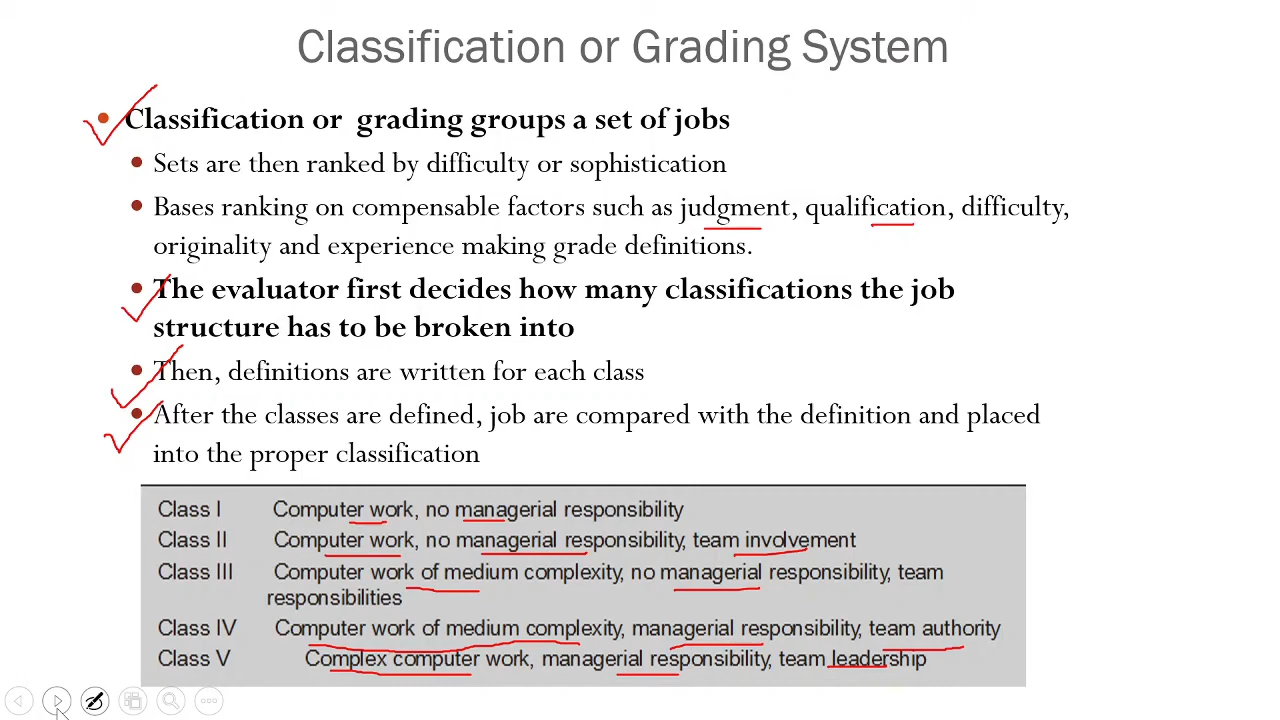 Classification or Grading System
Classification or grading groups a set of jobs
Sets are then ranked by difficulty or sophistication
Bases ranking on compensable factors such as judgment, qualification, difficulty,
originality and experience making grade definitions.
The evaluator first decides how many classifications the job
structure has to be broken into
Then, definitions are written for each class
After the classes are defined, job are compared with the definition and placed
into the proper classification
Class I Computer work, no managerial responsibility
Class II Computer work, no managerial responsibility, team involvement
Class III Computer work of medium complexity, no managerial responsibility, team
responsibilities
Class IV Computer work of medium complexity, managerial responsibility, team authority
Class V Complex computer work, managerial responsibility, team leadership